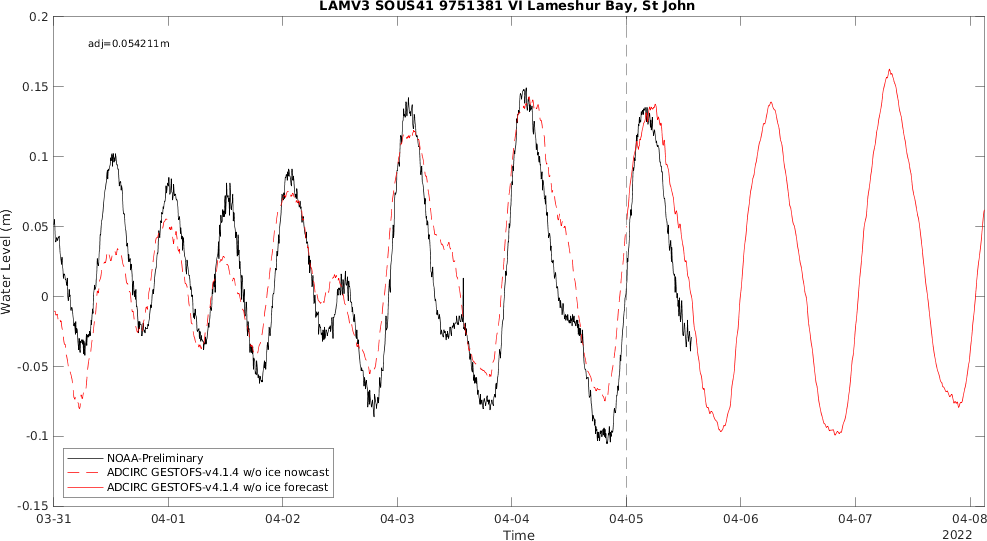 LAMV3 SOUS41 9751381 VI Lameshur Bay, St John
adj=0.054211m
Water Level (m)
0.2
0.15
0.1
0.05
0
-0.05
-0.1
-0.15
NOAA-Preliminary
ADCIRC GESTOFS-v4.1.4 w/o ice nowcast
ADCIRC GESTOFS-v4.1.4 w/o ice forecast
03-31 04-01 04-02 04-03 04-04 04-05 04-06 04-07 04-08
Time
2022